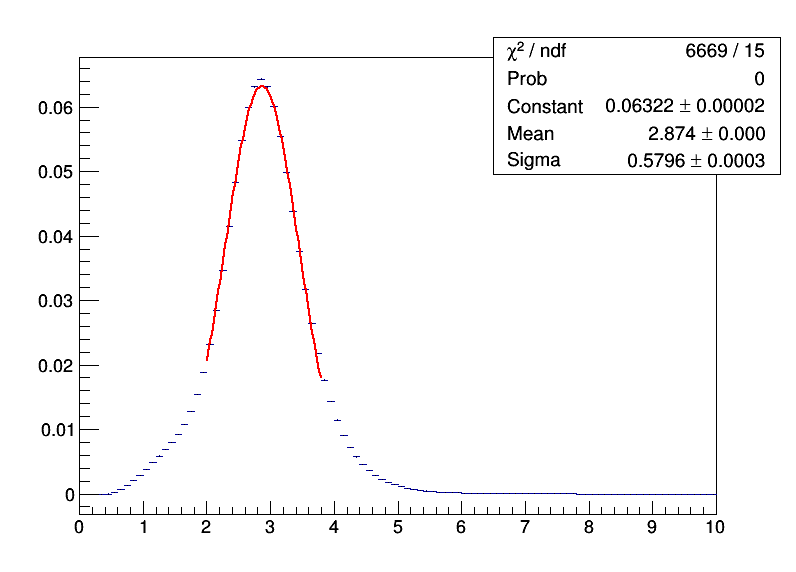 χ² / ndf 6669 / 15
Prob 0
Constant 0.06322 ± 0.00002
Mean 2.874 ± 0.000
Sigma 0.5796 ± 0.0003
0.06
0.05
0.04
0.03
0.02
0.01
0
0 1 2 3 4 5 6 7 8 9 10